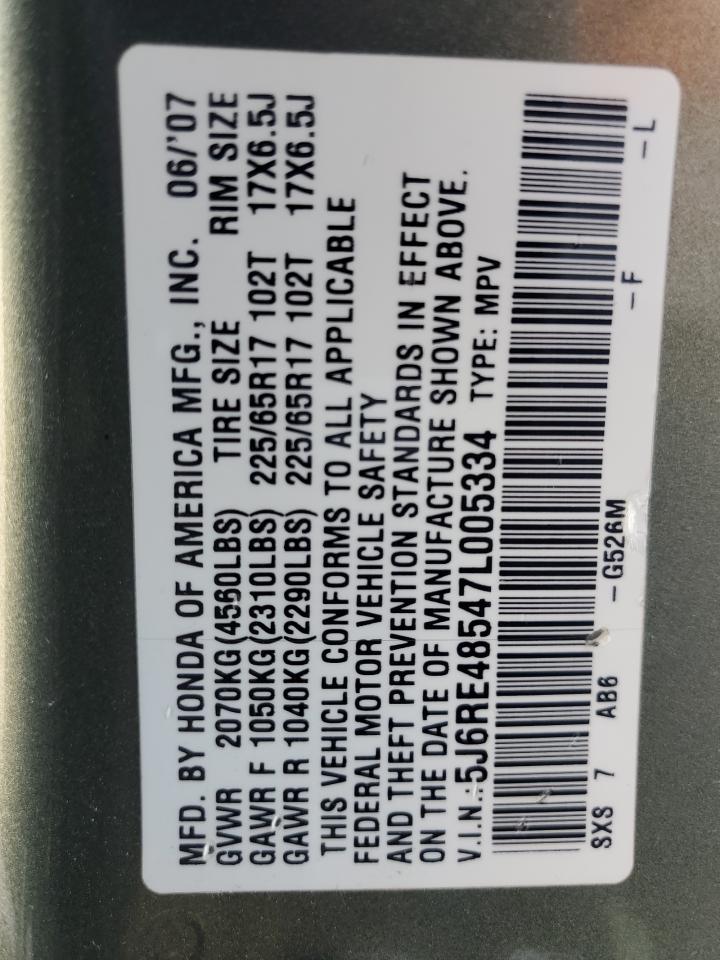 MFD. BY HONDA OF AMERICA MFG., INC. 06/'07
GVWR 2070KG(4560LBS) TIRE SIZE RIM SIZE
GAWR F 1050KG(2310LBS) 225/65R17 102T 17X6.5J
GAWR R 1040KG(2290LBS) 225/65R17 102T 17X6.5J
THIS VEHICLE CONFORMS TO ALL APPLICABLE
FEDERAL MOTOR VEHICLE SAFETY
AND THEFT PREVENTION STANDARDS IN EFFECT
ON THE DATE OF MANUFACTURE SHOWN ABOVE.
V.I.N.:5J6RE48547L005334 TYPE: MPV
SXS 7 AB6 -G526M -F -L